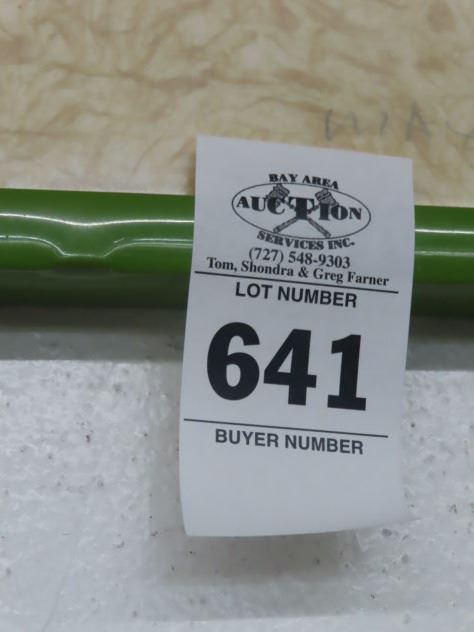 BAY AREA
AUCTION
SERVICES INC.
(727) 548-9303
Tom, Shondra & Greg Farner
LOT NUMBER
641
BUYER NUMBER